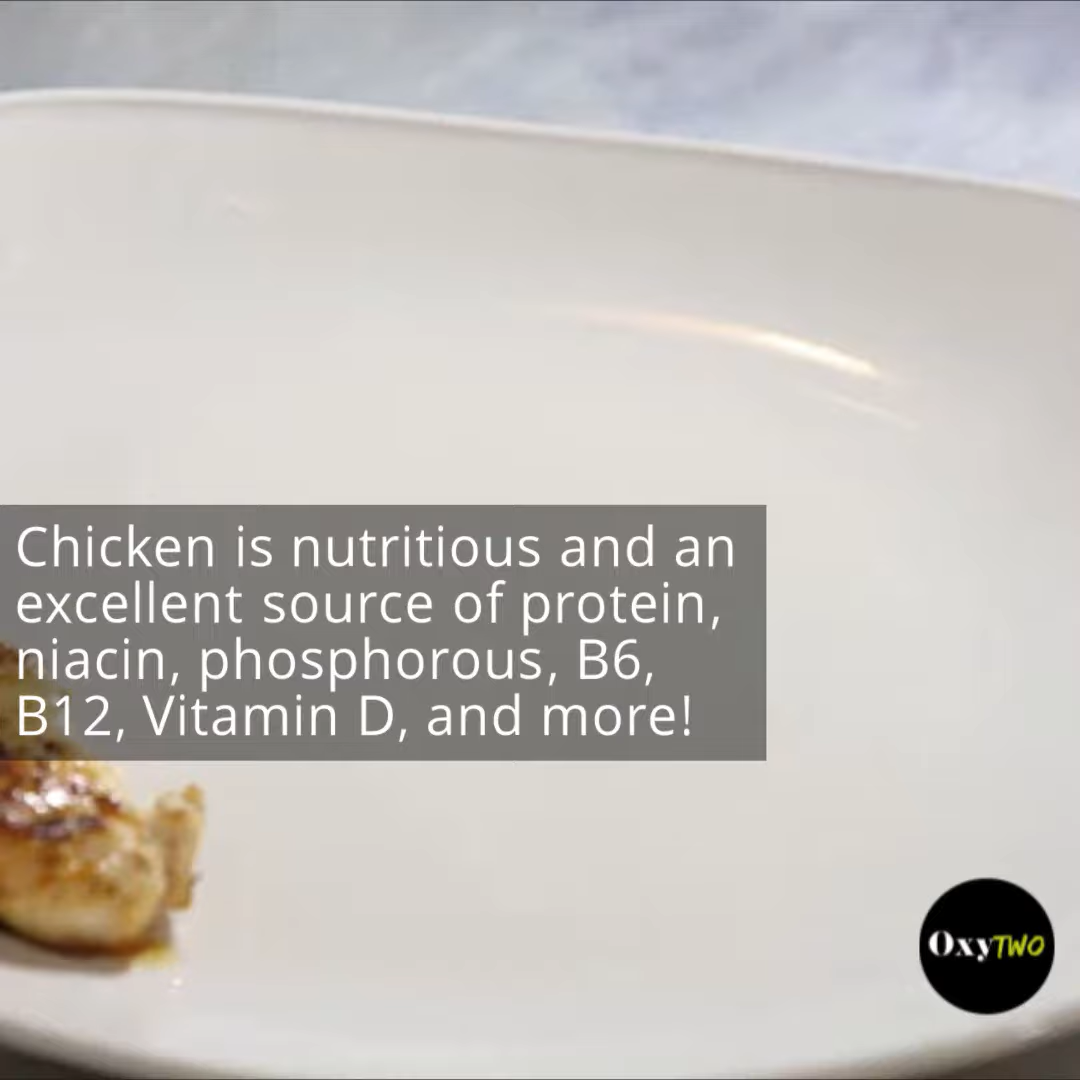 Chicken is nutritious and an
excellent source of protein,
niacin, phosphorous, B6,
B12, Vitamin D, and more!
OxyTWO